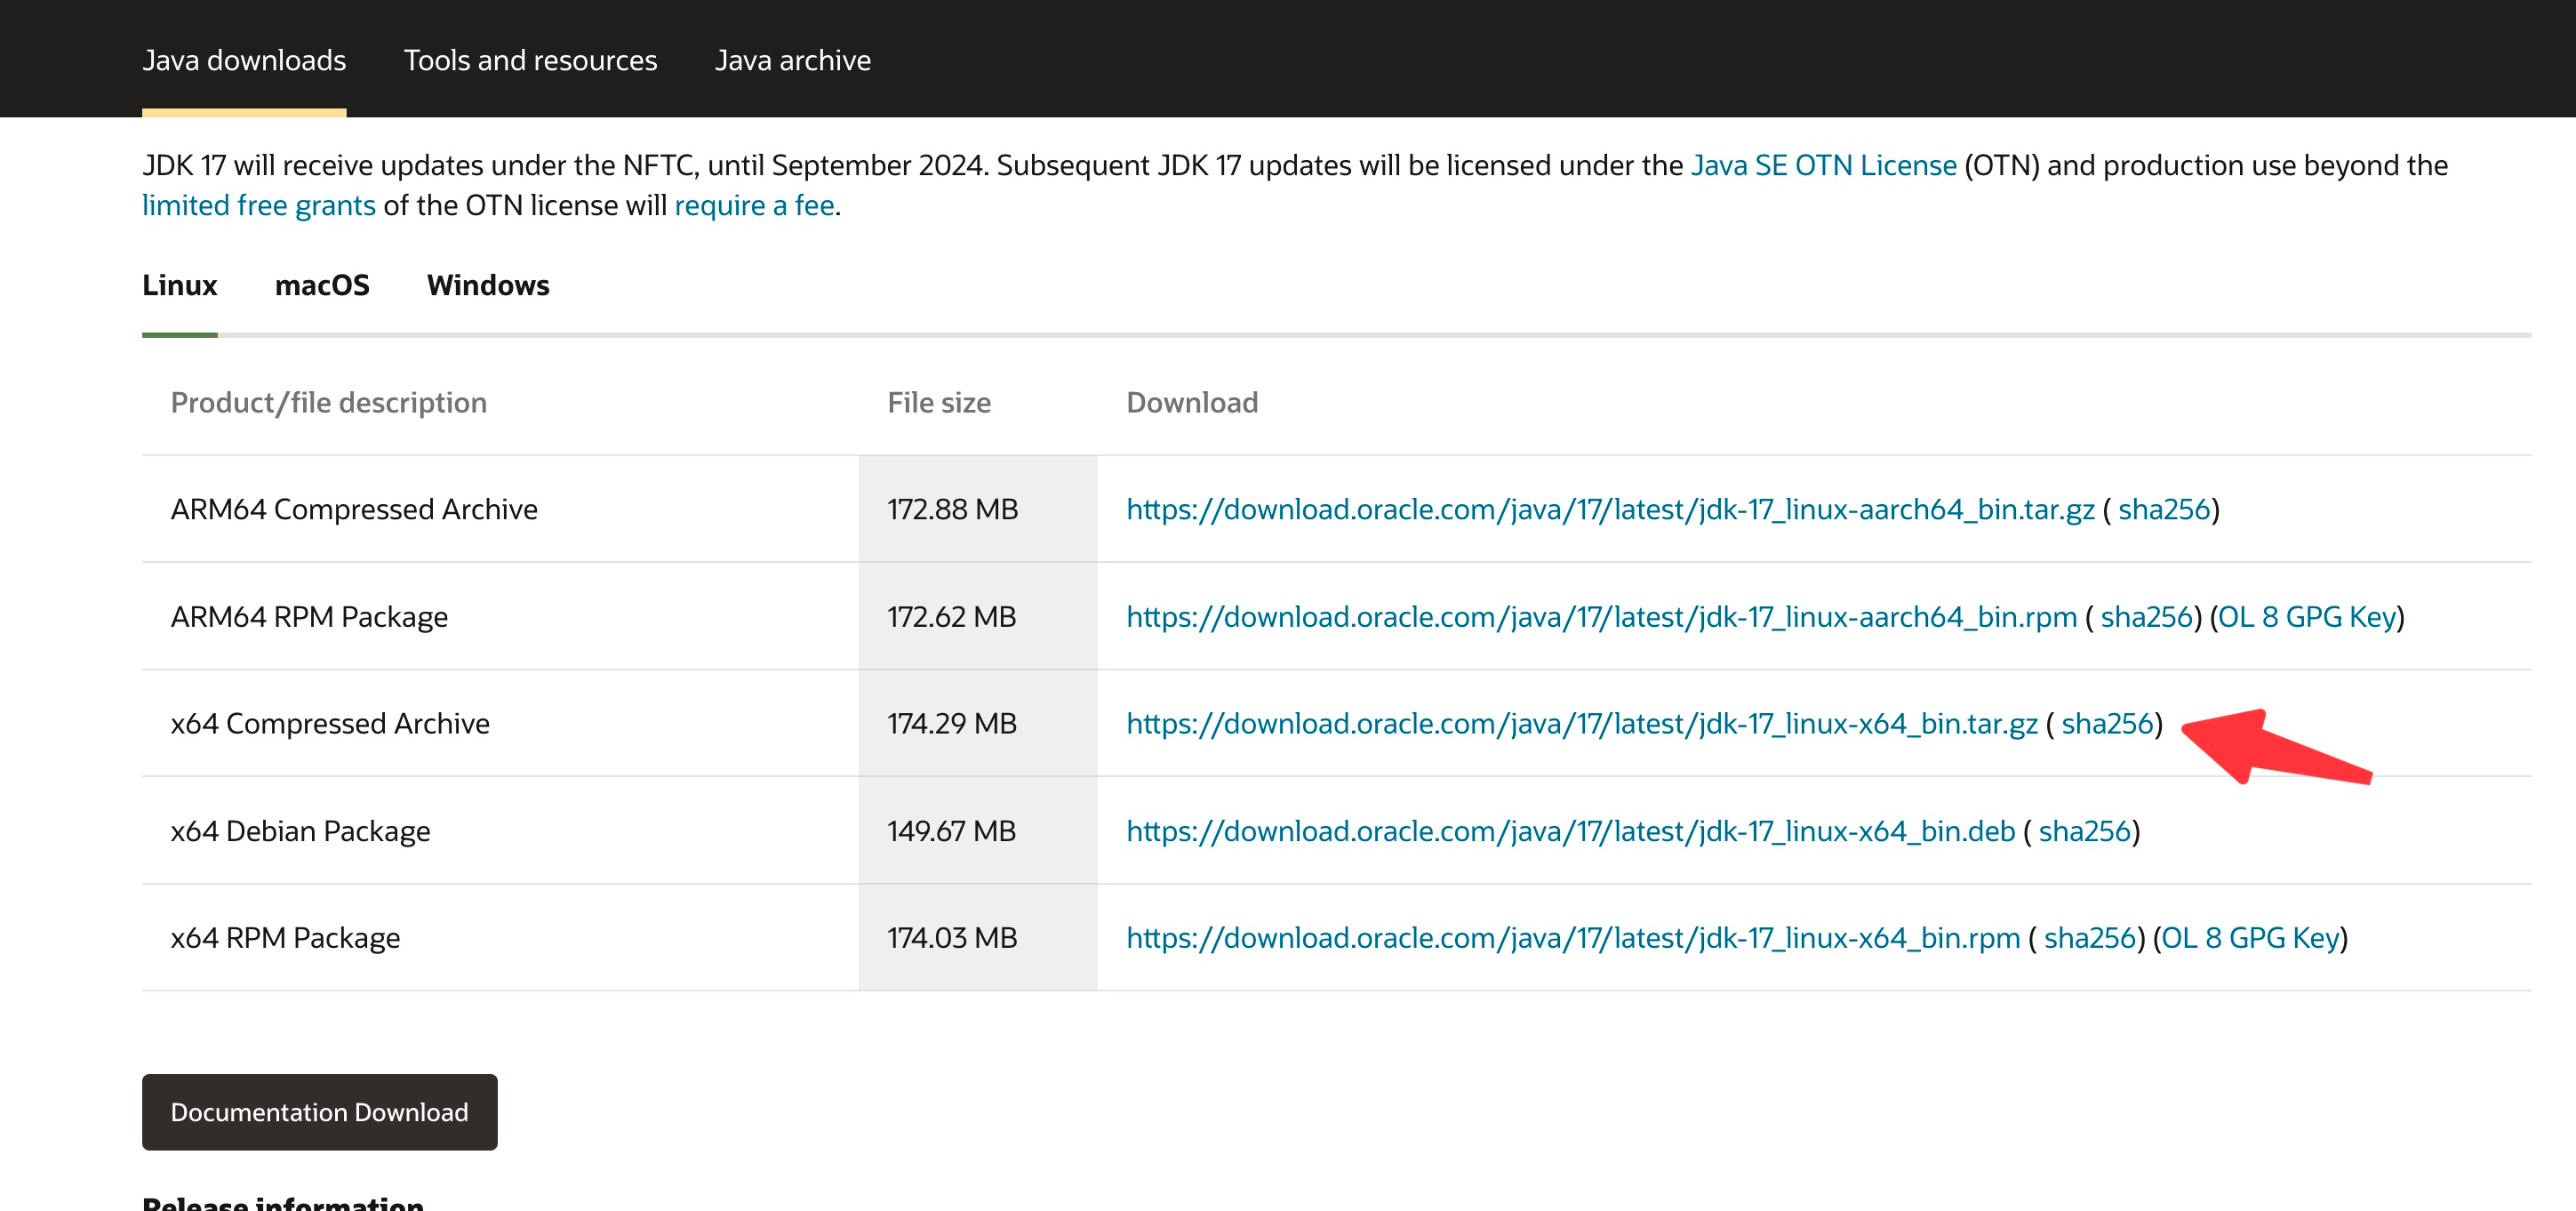 Java downloads Tools and resources Java archive
JDK 17 will receive updates under the NFTC, until September 2024. Subsequent JDK 17 updates will be licensed under the Java SE OTN License (OTN) and production use beyond the
limited free grants of the OTN license will require a fee.
Linux macOS Windows
Product/file description File size Download
ARM64 Compressed Archive 172.88 MB https://download.oracle.com/java/17/latest/jdk-17_linux-aarch64_bin.tar.gz ( sha256)
ARM64 RPM Package 172.62 MB https://download.oracle.com/java/17/latest/jdk-17_linux-aarch64_bin.rpm ( sha256) (OL 8 GPG Key)
x64 Compressed Archive 174.29 MB https://download.oracle.com/java/17/latest/jdk-17_linux-x64_bin.tar.gz ( sha256)
x64 Debian Package 149.67 MB https://download.oracle.com/java/17/latest/jdk-17_linux-x64_bin.deb ( sha256)
x64 RPM Package 174.03 MB https://download.oracle.com/java/17/latest/jdk-17_linux-x64_bin.rpm ( sha256) (OL 8 GPG Key)
Documentation Download
Release information